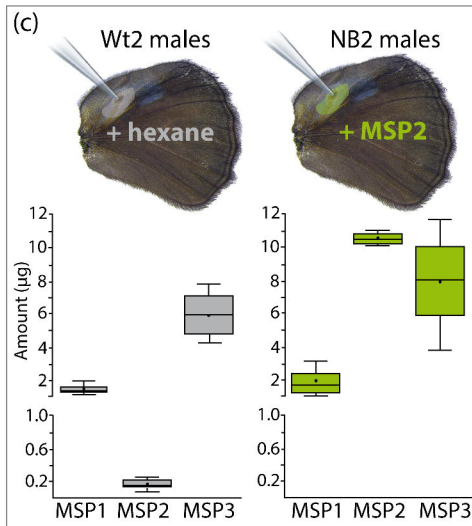 (c)
Wt2 males
NB2 males
+ hexane
+ MSP2
Amount (µg)
12
10
8
6
4
2
1.0
0.6
0.2
12
10
8
6
4
2
1.0
0.6
0.2
MSP1 MSP2 MSP3
MSP1 MSP2 MSP3